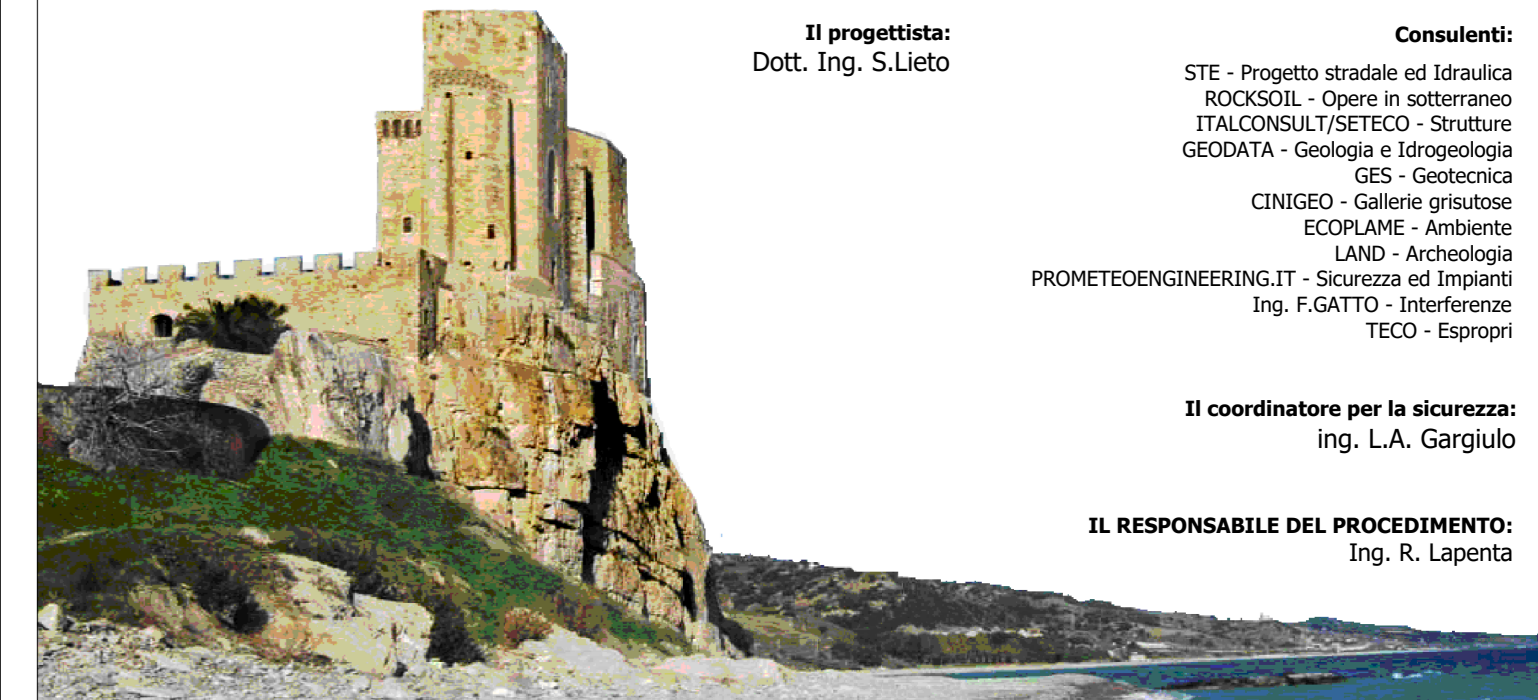 Il progettista:
Dott. Ing. S.Lieto
Consulenti:
STE - Progetto stradale ed Idraulica
ROCKSOIL - Opere in sotterraneo
ITALCONSULT/SETECO - Strutture
GEODATA - Geologia e Idrogeologia
GES - Geotecnica
CINIGEO - Gallerie grisutose
ECOPLAME - Ambiente
LAND - Archeologia
PROMETEOENGINEERING.IT - Sicurezza ed Impianti
Ing. F.GATTO - Interferenze
TECO - Espropri
Il coordinatore per la sicurezza:
ing. L.A. Gargiulo
IL RESPONSABILE DEL PROCEDIMENTO:
Ing. R. Lapenta